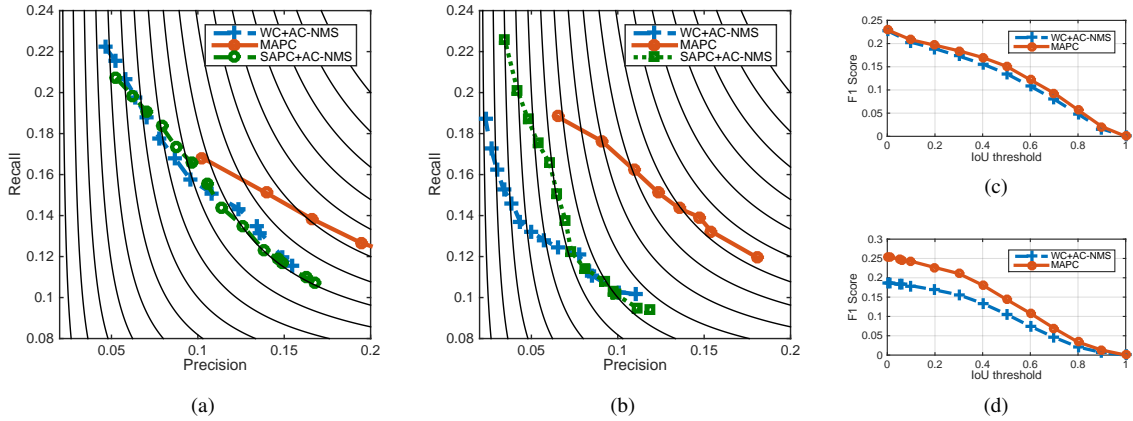 0.24
0.22
0.2
0.18
0.16
0.14
0.12
0.1
0.08
Recall
0.05 0.1 0.15 0.2
Precision
WC+AC-NMS
MAPC
SAPC+AC-NMS
(a)
0.24
0.22
0.2
0.18
0.16
0.14
0.12
0.1
0.08
Recall
0.05 0.1 0.15 0.2
Precision
WC+AC-NMS
MAPC
SAPC+AC-NMS
(b)
0.25
0.2
0.15
0.1
0.05
0
F1 Score
0 0.2 0.4 0.6 0.8 1
IoU threshold
WC+AC-NMS
MAPC
(c)
0.3
0.25
0.2
0.15
0.1
0.05
0
F1 Score
0 0.2 0.4 0.6 0.8 1
IoU threshold
WC+AC-NMS
MAPC
(d)